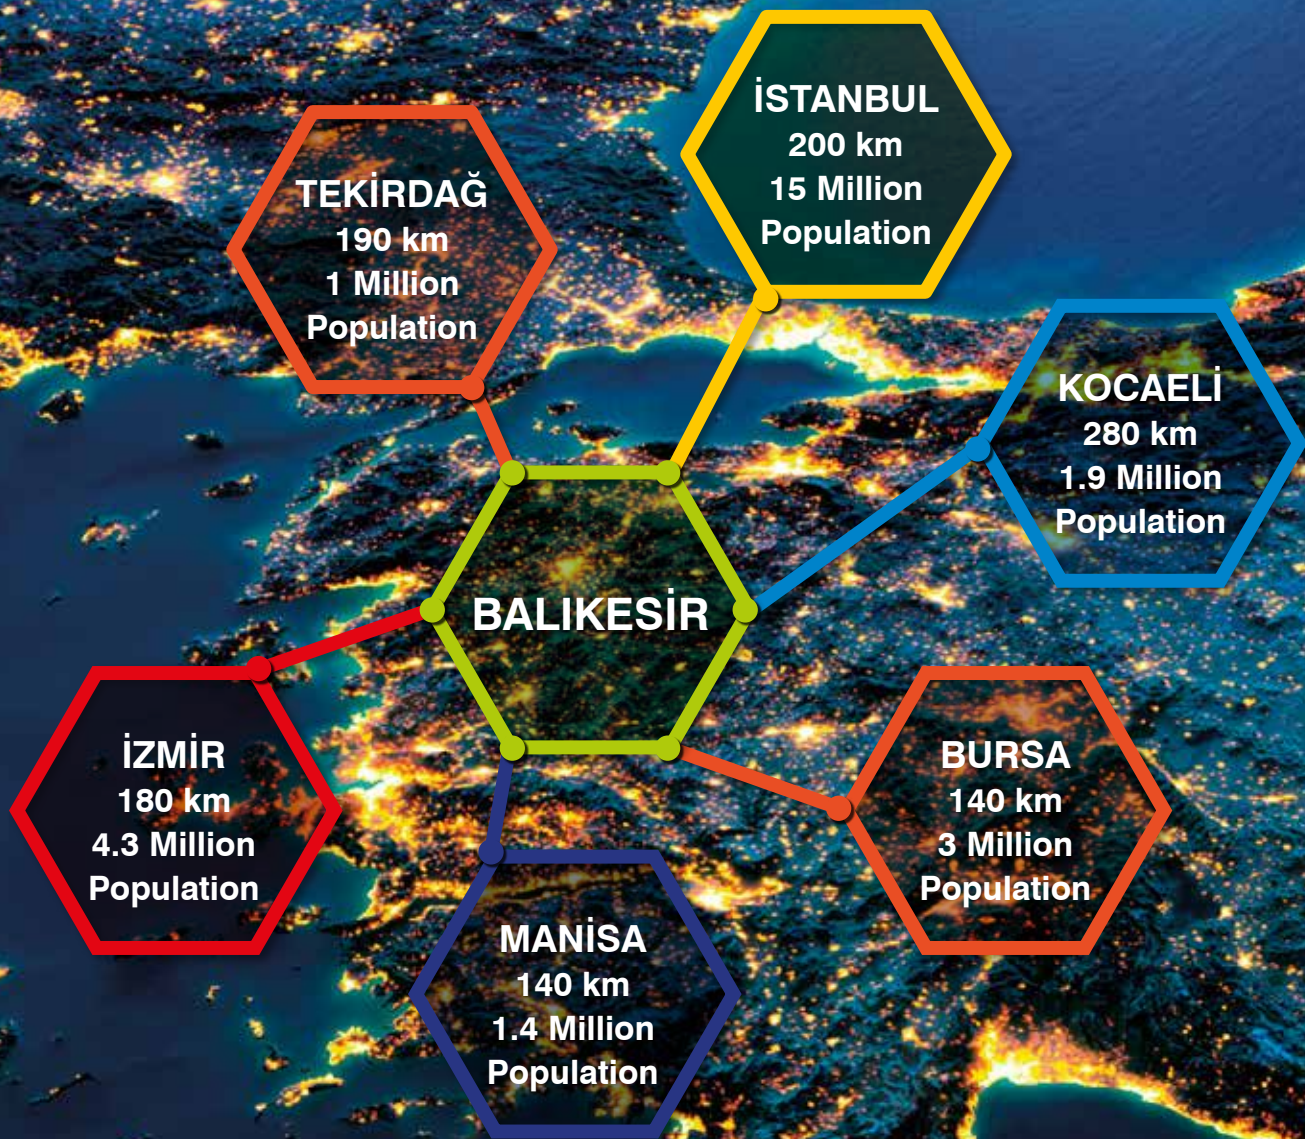 İSTANBUL
200 km
15 Million
Population
TEKİRDAĞ
190 km
1 Million
Population
KOCAELİ
280 km
1.9 Million
Population
BALIKESİR
İZMİR
180 km
4.3 Million
Population
BURSA
140 km
3 Million
Population
MANİSA
140 km
1.4 Million
Population